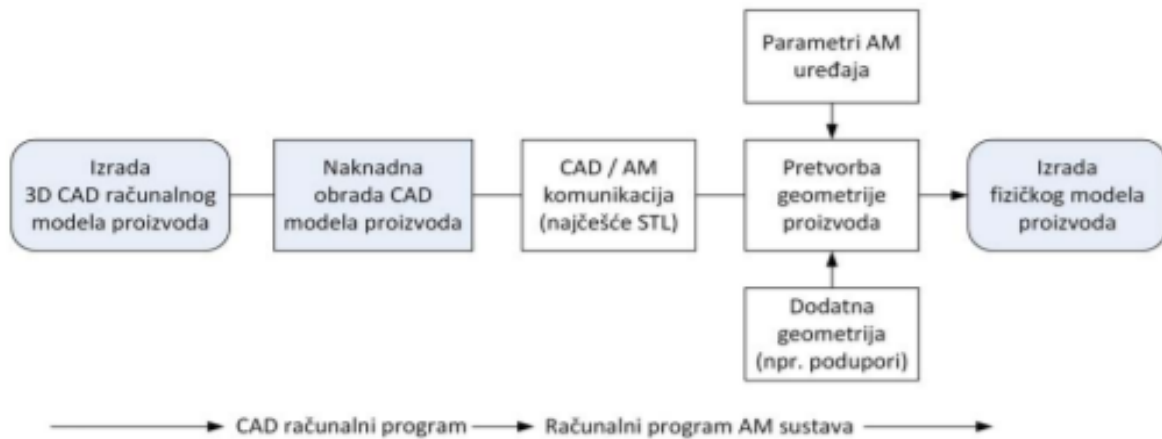 Parametri AM
uređaja
Izrada
3D CAD računalnog
modela proizvoda
Naknadna
obrada CAD
modela proizvoda
CAD / AM
komunikacija
(najčešće STL)
Pretvorba
geometrije
proizvoda
Izrada
fizičkog modela
proizvoda
Dodatna
geometrija
(npr. podupori)
CAD računalni program
Računalni program AM sustava